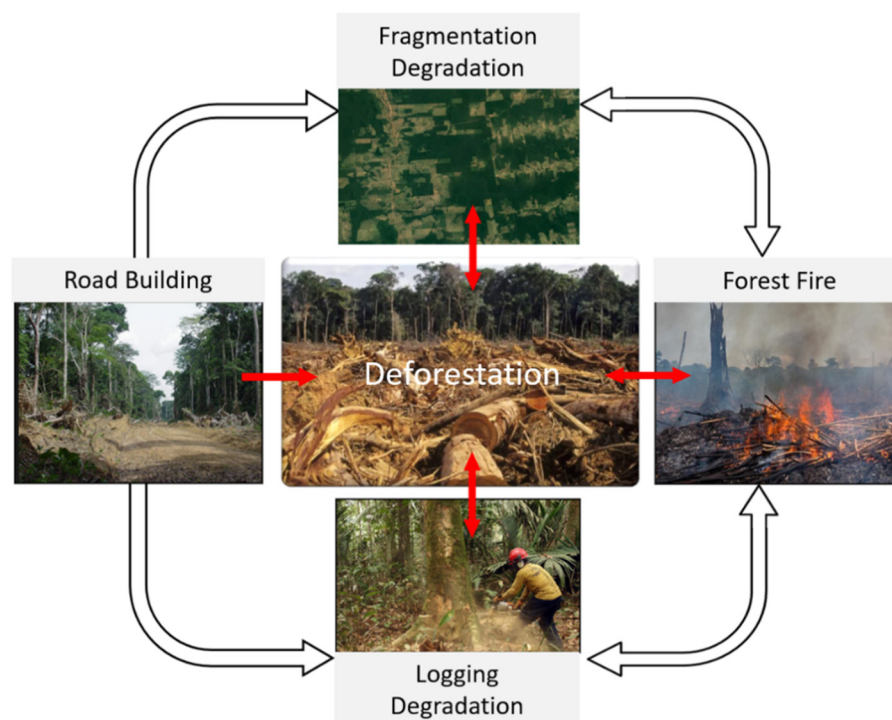 Fragmentation
Degradation
Road Building
Forest Fire
Deforestation
Logging
Degradation